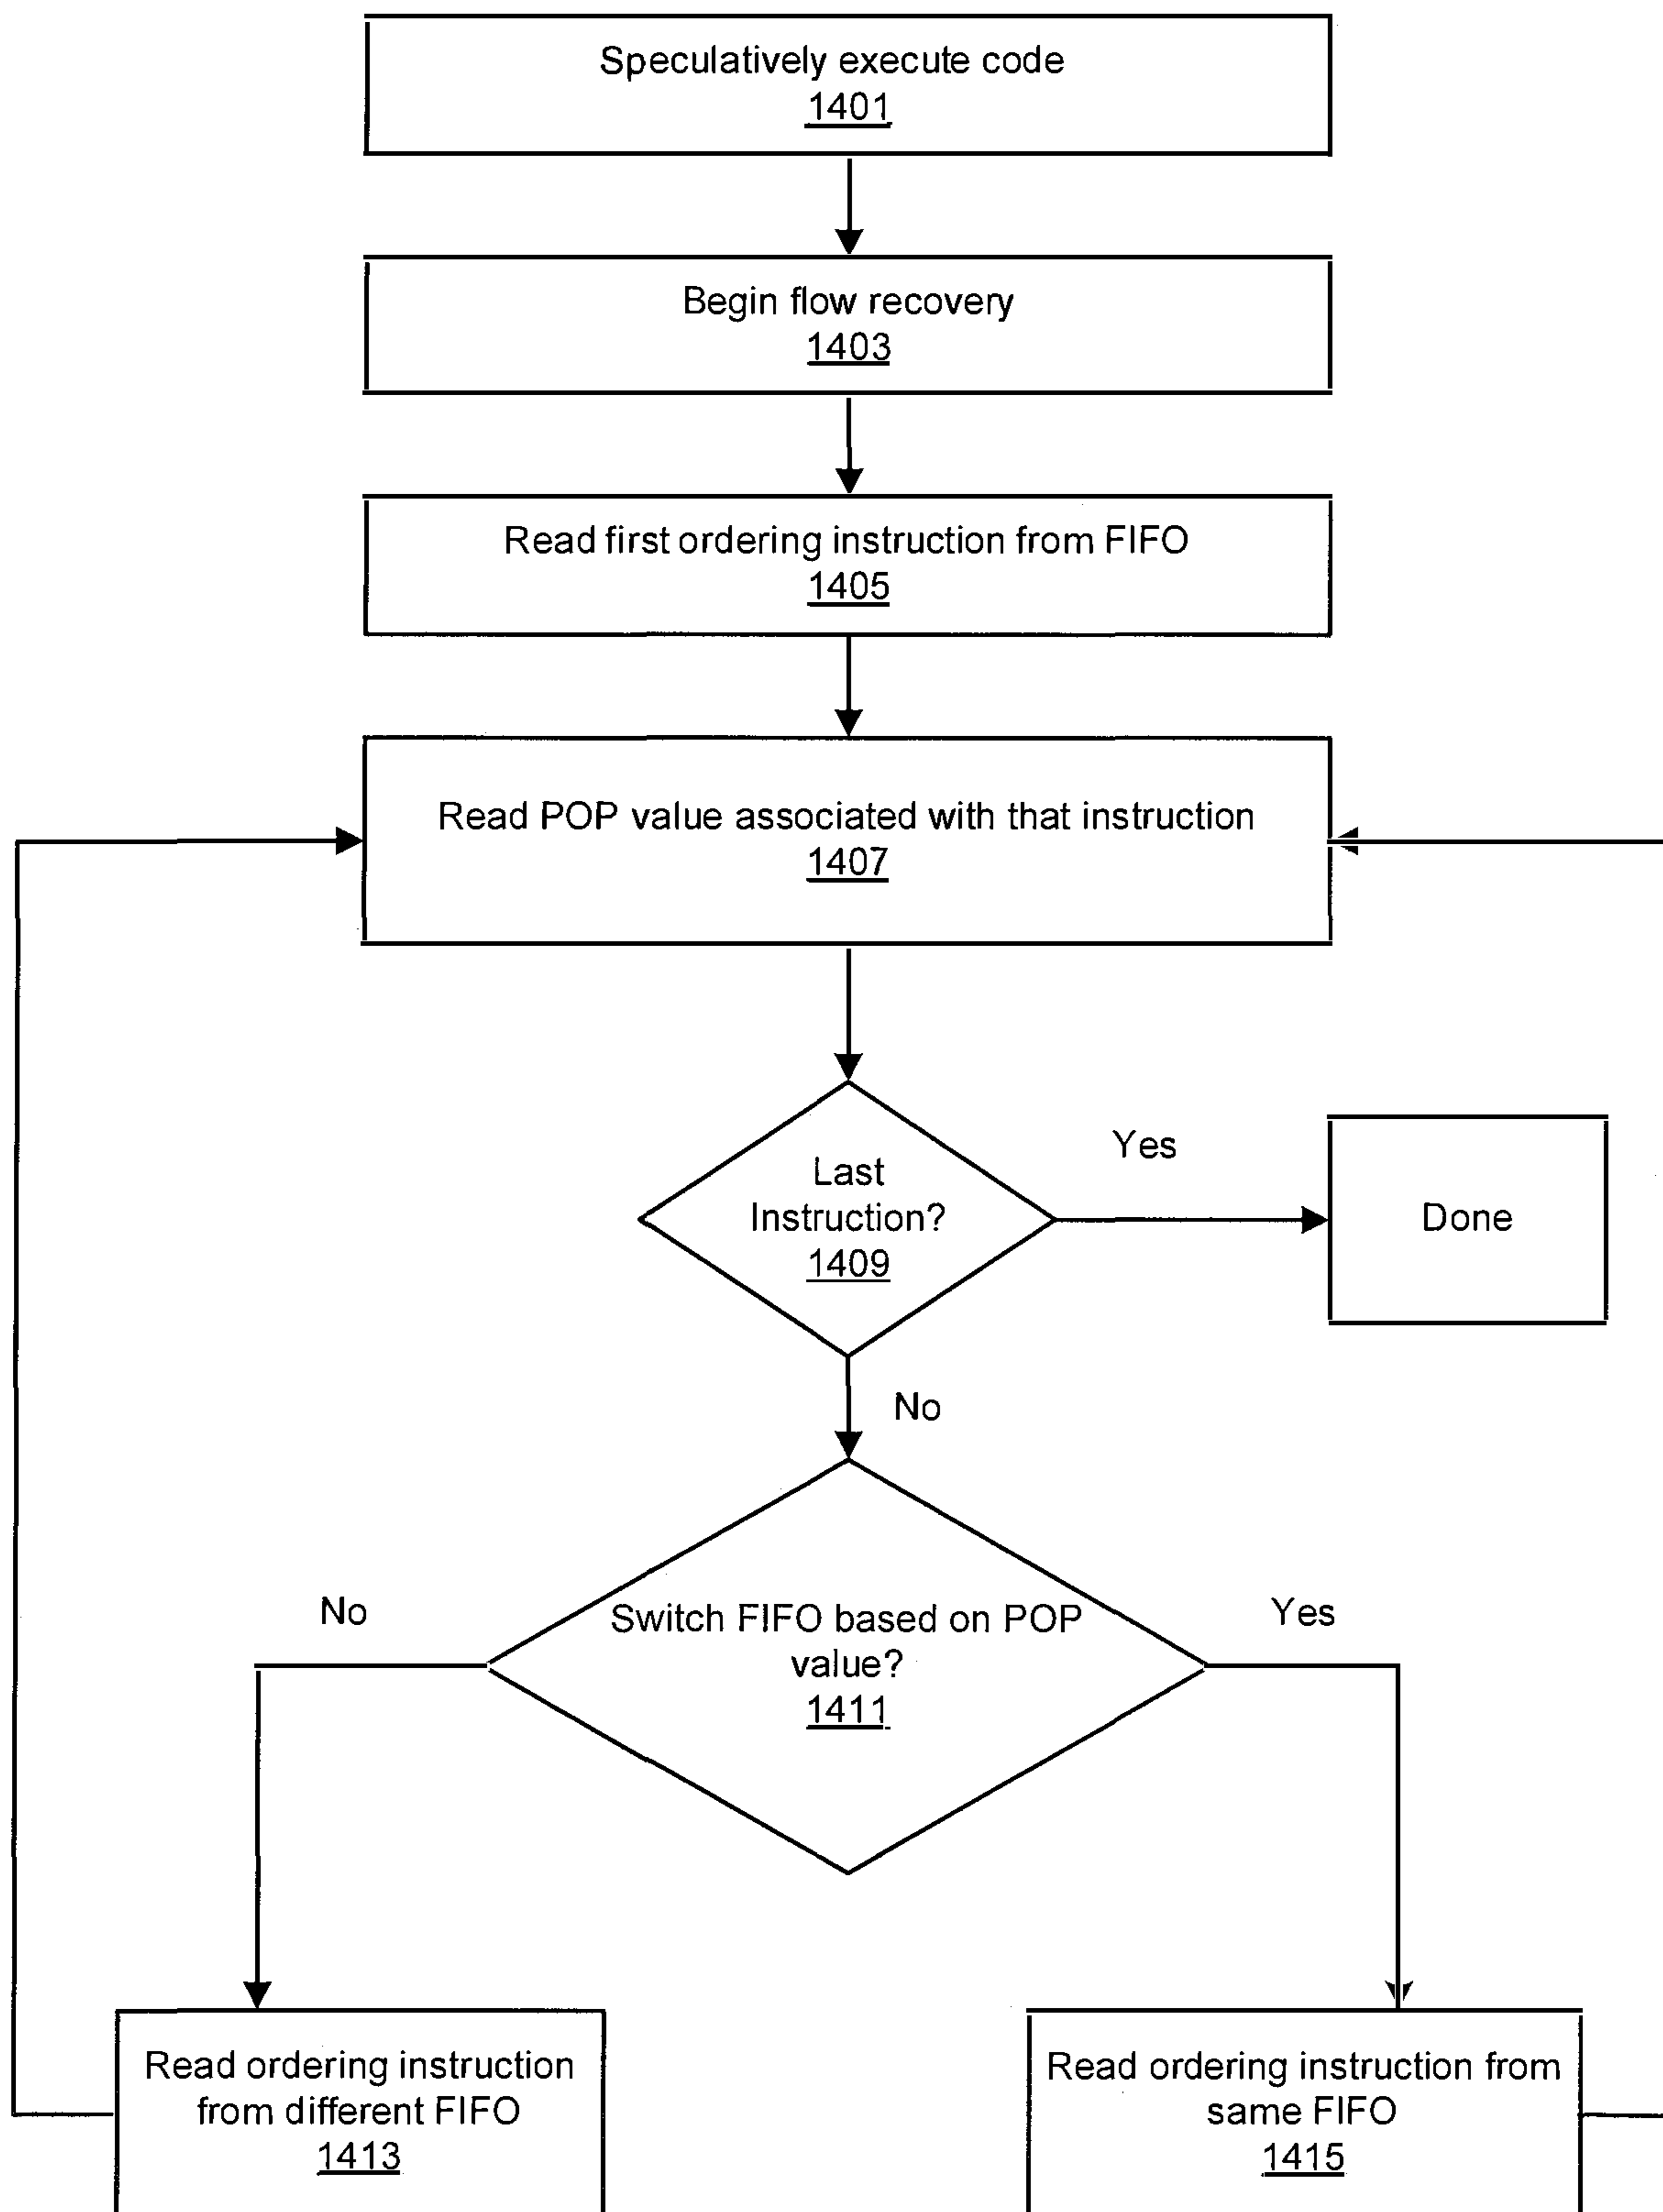 Speculatively execute code
1401
Begin flow recovery
1403
Read first ordering instruction from FIFO
1405
Read POP value associated with that instruction
1407
Last
Instruction?
1409
Yes
Done
No
Switch FIFO based on POP
value?
1411
No
Yes
Read ordering instruction
from different FIFO
1413
Read ordering instruction from
same FIFO
1415